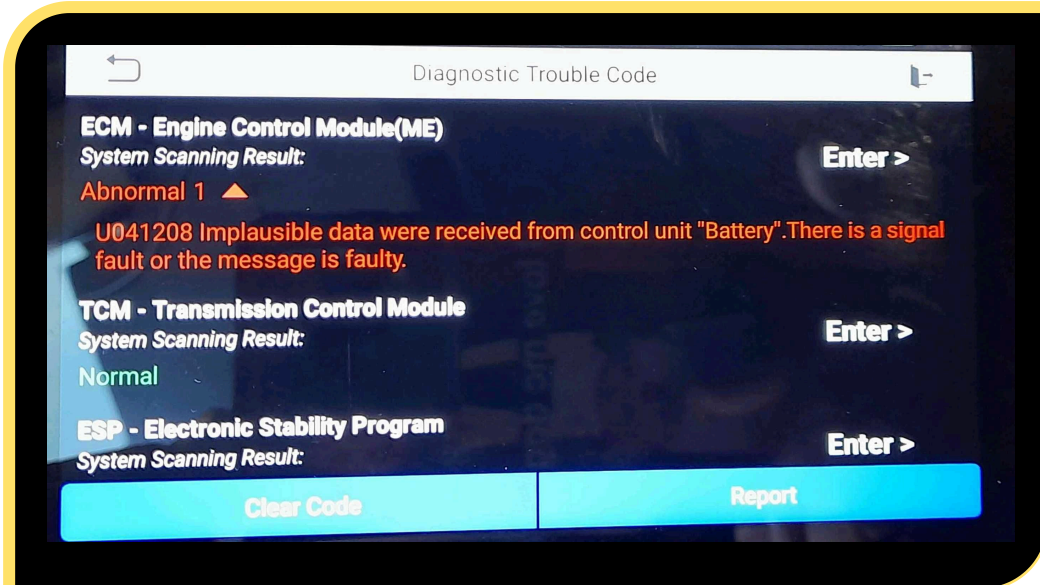 Diagnostic Trouble Code
ECM - Engine Control Module(ME)
System Scanning Result:
Enter >
Abnormal 1
U041208 Implausible data were received from control unit "Battery".There is a signal
fault or the message is faulty.
TCM - Transmission Control Module
System Scanning Result:
Enter >
Normal
ESP - Electronic Stability Program
System Scanning Result:
Enter >
Clear Code
Report